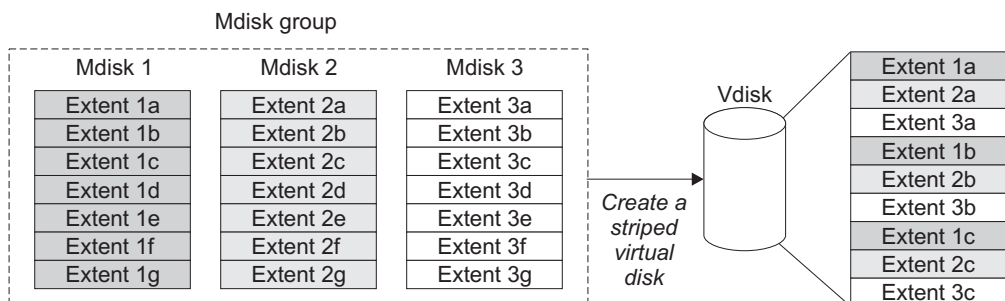 Mdisk group
Mdisk 1
Extent 1a
Extent 1b
Extent 1c
Extent 1d
Extent 1e
Extent 1f
Extent 1g
Mdisk 2
Extent 2a
Extent 2b
Extent 2c
Extent 2d
Extent 2e
Extent 2f
Extent 2g
Mdisk 3
Extent 3a
Extent 3b
Extent 3c
Extent 3d
Extent 3e
Extent 3f
Extent 3g
Create a
striped
virtual
disk
Vdisk
Extent 1a
Extent 2a
Extent 3a
Extent 1b
Extent 2b
Extent 3b
Extent 1c
Extent 2c
Extent 3c